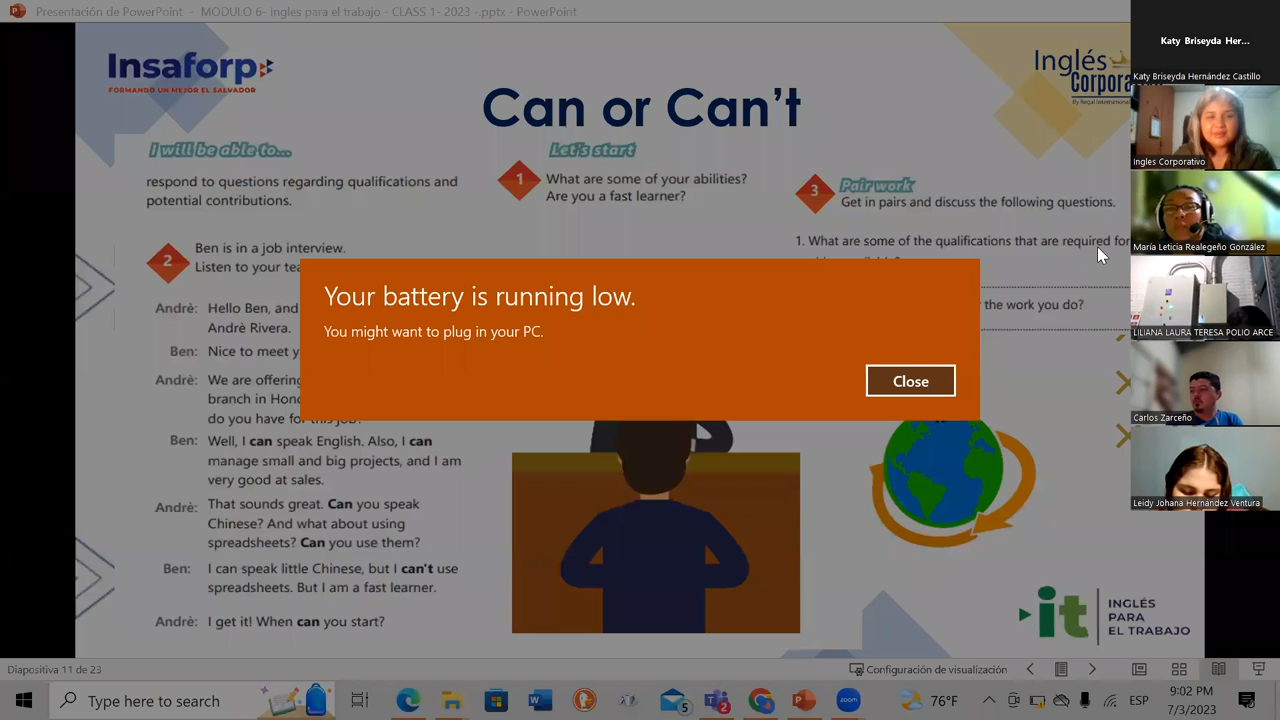 Presentación de PowerPoint - MODULO 6- ingles para el trabajo - CLASS 1- 2023 -.pptx - PowerPoint
Insaforp
FORMANDO UN MEJOR EL SALVADOR
Can or Can't
Inglés
I will be able to...
respond to questions regarding qualifications and
potential contributions.
Let's start
1
What are some of your abilities?
Are you a fast learner?
3
Pair work
Get in pairs and discuss the following questions.
1. What are some of the qualifications that are required for
the work you do?
2
Ben is in a job interview.
Listen to your
Andrè: Hello Ben, and
Andrè Rivera.
Ben: Nice to meet
Andrè: We are offering
branch in
do you have for this job?
Ben: Well, I can speak English. Also, I can
manage small and big projects, and I am
very good at sales.
Andrè: That sounds great. Can you speak
Chinese? And what about using
spreadsheets? Can you use them?
Ben: I can speak little Chinese, but I can't use
spreadsheets. But I am a fast learner.
Andrè: I get it! When can you start?
Your battery is running low.
You might want to plug in your PC.
Close
it
INGLÉS
PARA
EL TRABAJO
Katy Briseyda Her...
Katy Briseyda Hernández Castillo
Ingles Corporativo
María Leticia Realegeño González
LILIANA LAURA TERESA POLIO ARCE
Carlos Zarceño
Leidy Johana Hernández Ventura
Diapositiva 11 de 23
Configuración de visualización
Type here to search
5
2
76°F
ESP
9:02 PM
7/3/2023